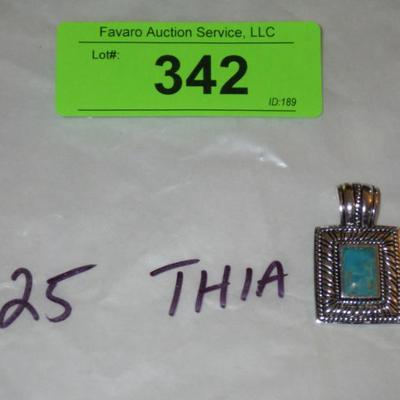 Favaro Auction Service, LLC
Lot#:
342
ID:189
25 THIA